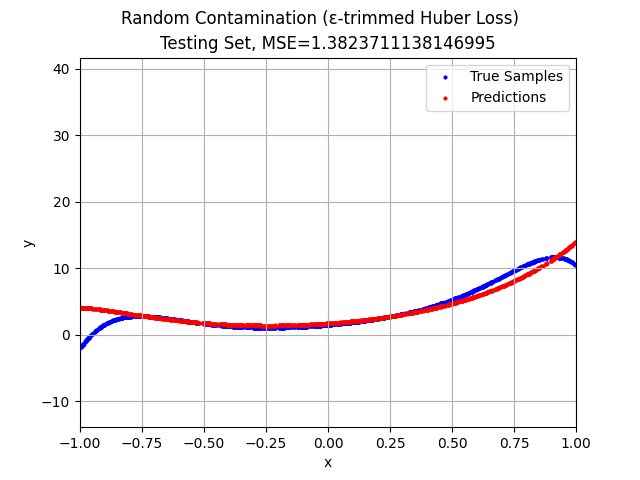 Random Contamination (ε-trimmed Huber Loss)
Testing Set, MSE=1.3823711138146995
True Samples
Predictions
40
30
20
10
0
−10
y
−1.00 −0.75 −0.50 −0.25 0.00 0.25 0.50 0.75 1.00
x